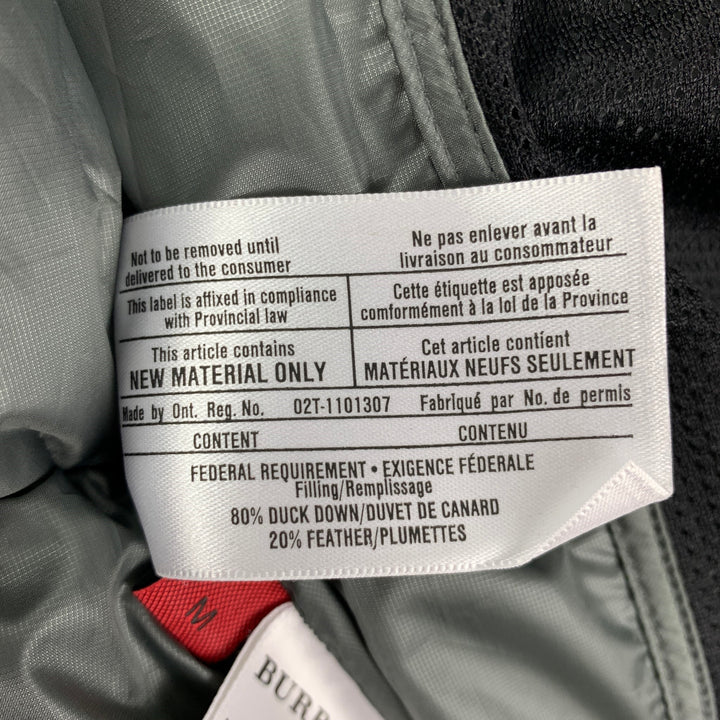 Not to be removed until
delivered to the consumer
Ne pas enlever avant la
livraison au consommateur
This label is affixed in compliance
with Provincial law
Cette étiquette est apposée
conformément à la loi de la Province
This article contains
NEW MATERIAL ONLY
Cet article contient
MATÉRIAUX NEUFS SEULEMENT
Made by Ont. Reg. No. 02T-1101307 Fabriqué par No. de permis
CONTENT CONTENU
FEDERAL REQUIREMENT • EXIGENCE FÉDÉRALE
Filling/Remplissage
80% DUCK DOWN/DUVET DE CANARD
20% FEATHER/PLUMETTES
M
BURB